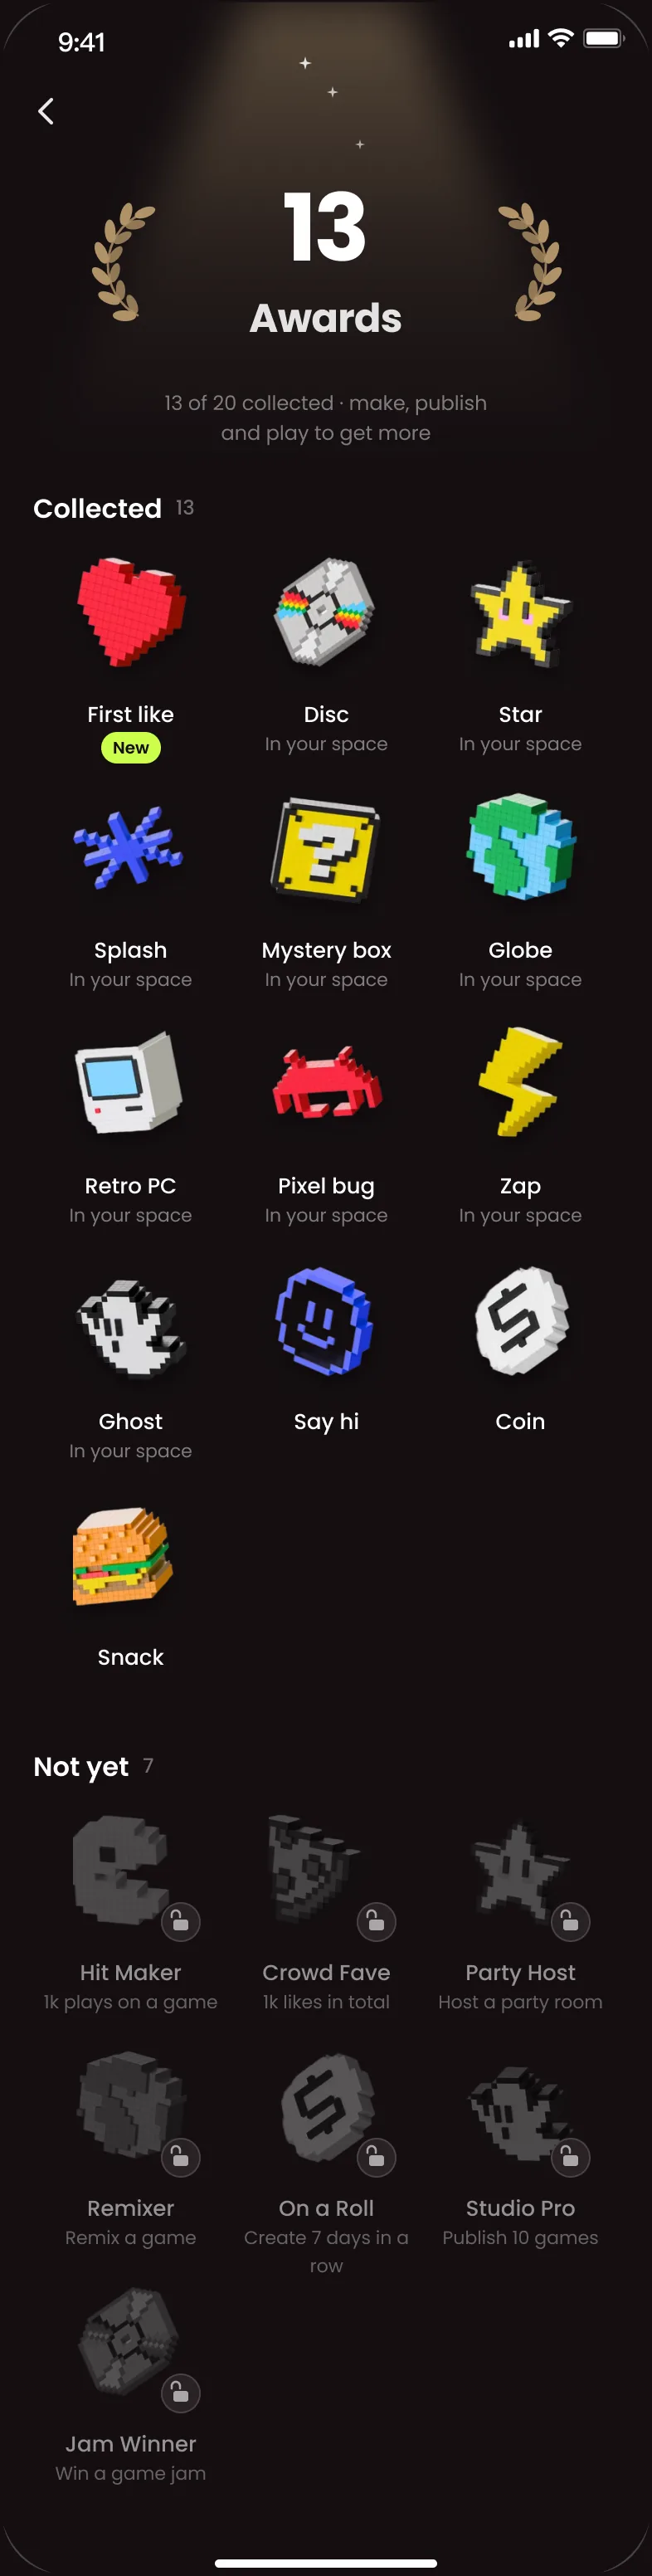 9:41
13
Awards
13 of 20 collected · make, publish
and play to get more
Collected 13
First like Disc Star
New In your space In your space
?
Splash Mystery box Globe
In your space In your space In your space
Retro PC Pixel bug Zap
In your space In your space In your space
$
Ghost Say hi Coin
In your space
Snack
Not yet 7
Hit Maker Crowd Fave Party Host
1k plays on a game 1k likes in total Host a party room
$
Remixer On a Roll Studio Pro
Remix a game Create 7 days in a Publish 10 games
row
Jam Winner
Win a game jam